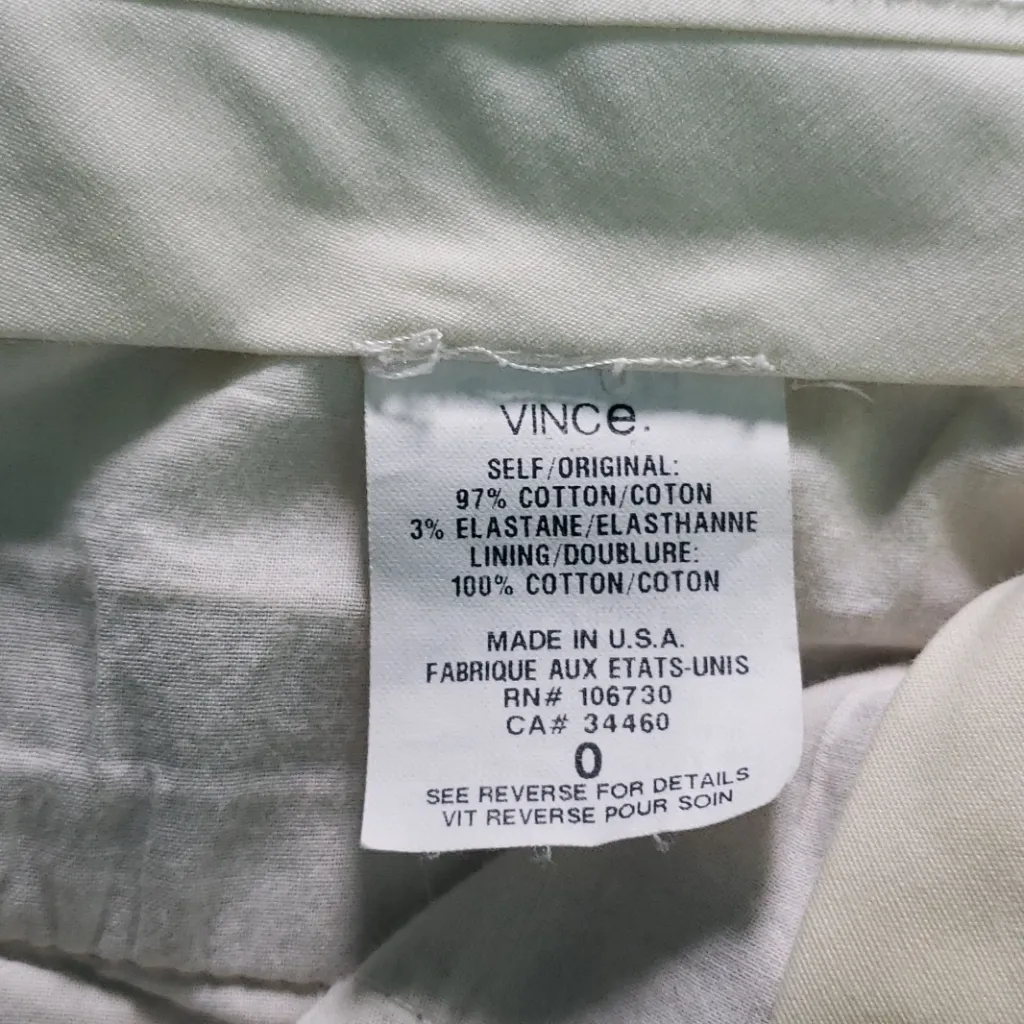 VINCe.
SELF/ORIGINAL:
97% COTTON/COTON
3% ELASTANE/ELASTHANNE
LINING/DOUBLURE:
100% COTTON/COTON
MADE IN U.S.A.
FABRIQUE AUX ETATS-UNIS
RN# 106730
CA# 34460
0
SEE REVERSE FOR DETAILS
VIT REVERSE POUR SOIN